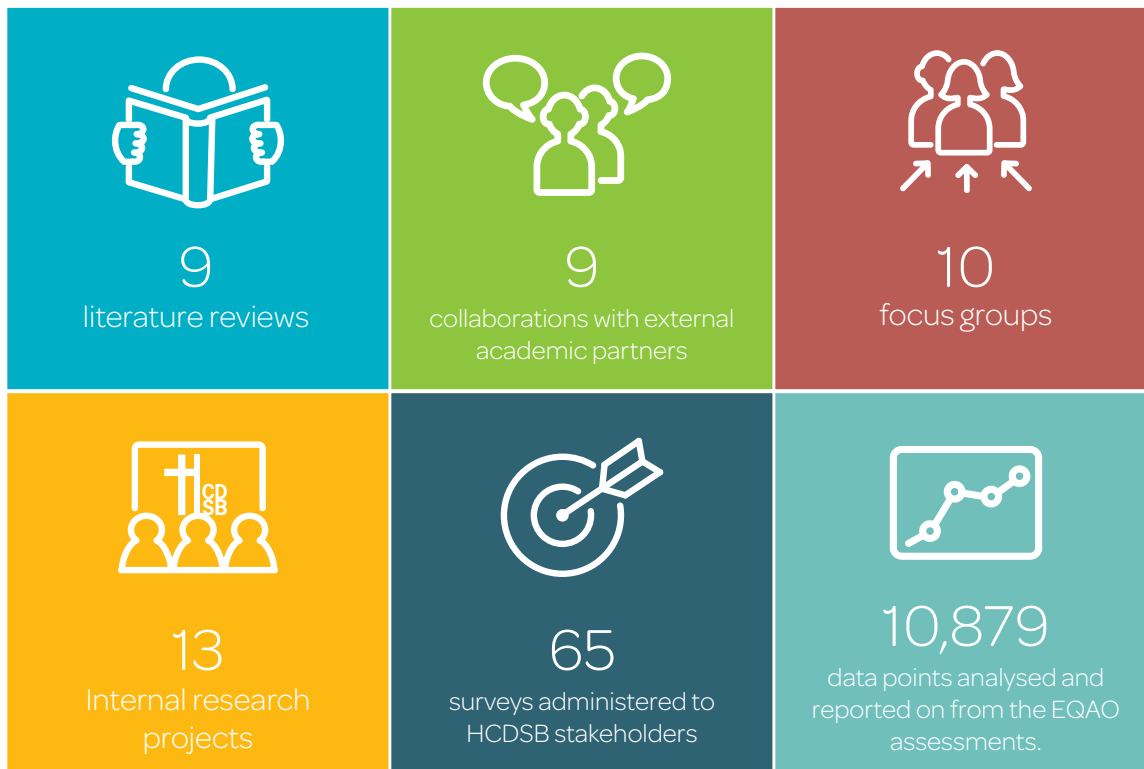 9
literature reviews
9
collaborations with external
academic partners
10
focus groups
CD
SB
13
Internal research
projects
65
surveys administered to
HCDSB stakeholders
10,879
data points analysed and
reported on from the EQAO
assessments.